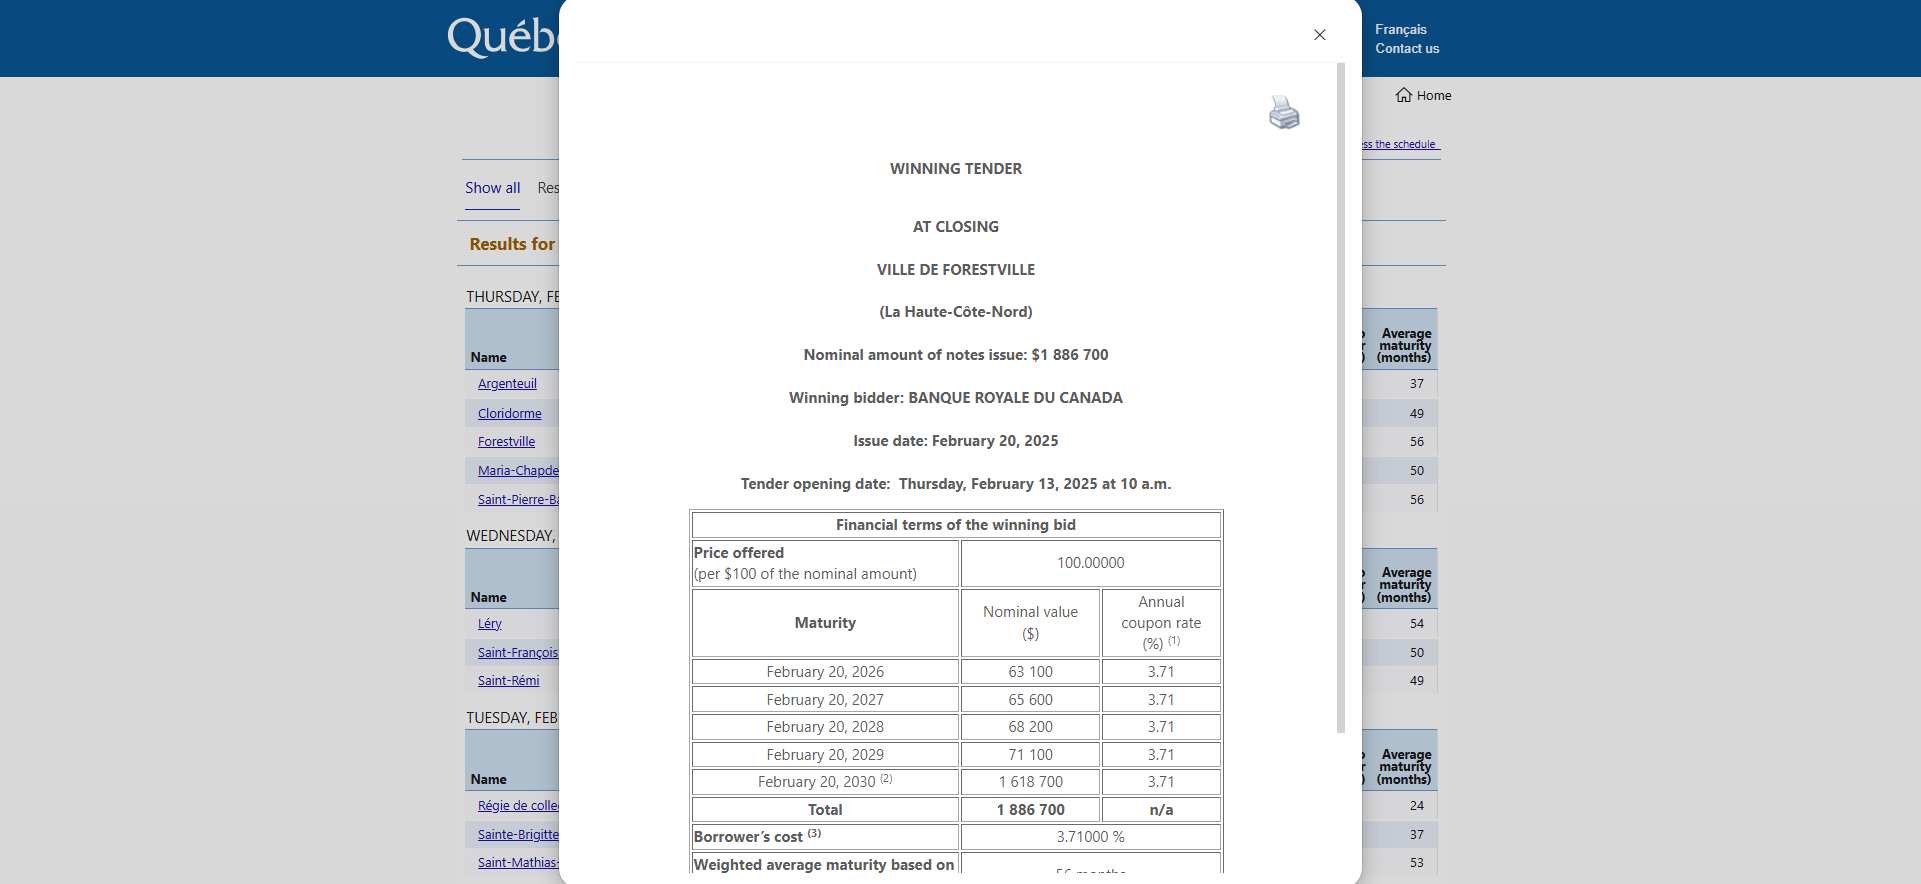 Québ
Français
Contact us
Home
ess the schedule
Show all Res
Results for
THURSDAY, FE
Name
Average
maturity
(months)
Argenteuil 37
Cloridorme 49
Forestville 56
Maria-Chapde 50
Saint-Pierre-Ba 56
WEDNESDAY,
Name
Average
maturity
(months)
Léry 54
Saint-François 50
Saint-Rémi 49
TUESDAY, FEB
Name
Average
maturity
(months)
Régie de colle 24
Sainte-Brigitte 37
Saint-Mathias- 53
WINNING TENDER
AT CLOSING
VILLE DE FORESTVILLE
(La Haute-Côte-Nord)
Nominal amount of notes issue: $1 886 700
Winning bidder: BANQUE ROYALE DU CANADA
Issue date: February 20, 2025
Tender opening date: Thursday, February 13, 2025 at 10 a.m.
Financial terms of the winning bid
Price offered
(per $100 of the nominal amount)
100.00000
Maturity
Nominal value
($)
Annual
coupon rate
(%) (1)
February 20, 2026 63 100 3.71
February 20, 2027 65 600 3.71
February 20, 2028 68 200 3.71
February 20, 2029 71 100 3.71
February 20, 2030 (2) 1 618 700 3.71
Total 1 886 700 n/a
Borrower's cost (3) 3.71000 %
Weighted average maturity based on
56 months